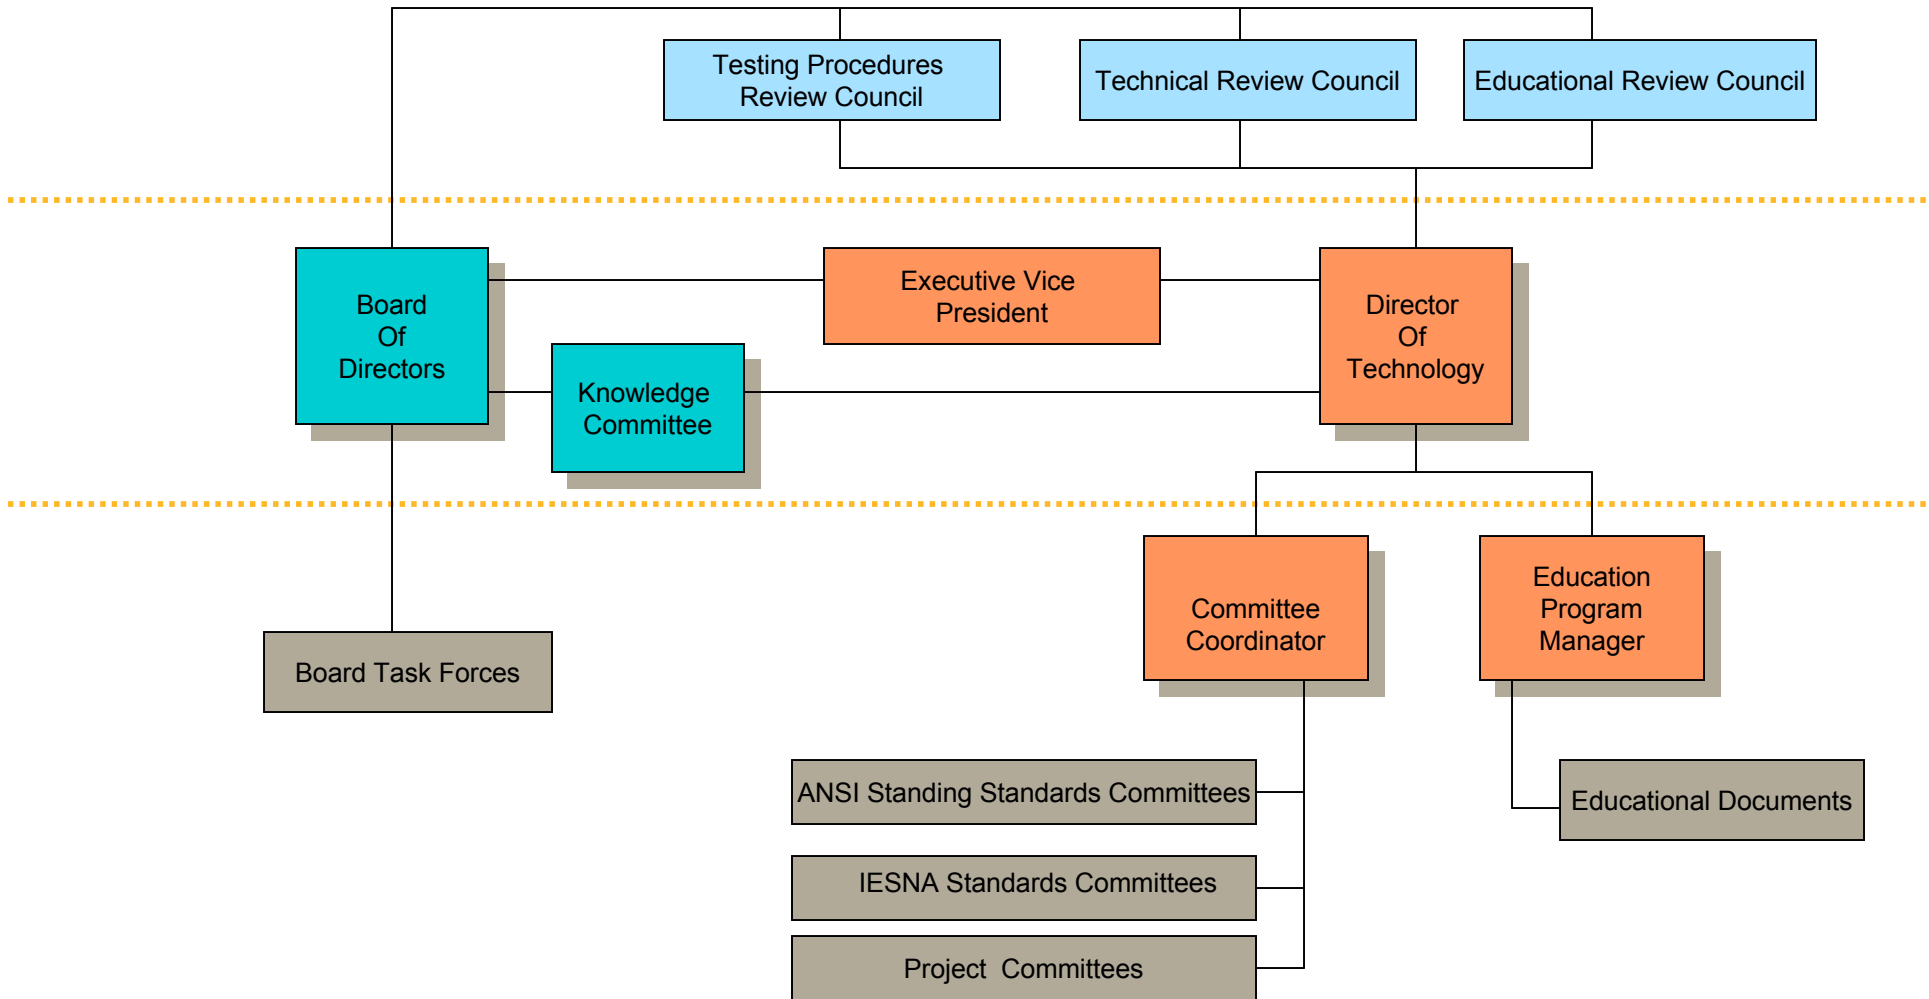 Testing Procedures
Review Council
Technical Review Council
Educational Review Council
Board
Of
Directors
Executive Vice
President
Director
Of
Technology
Knowledge
Committee
Committee
Coordinator
Education
Program
Manager
Board Task Forces
ANSI Standing Standards Committees
Educational Documents
IESNA Standards Committees
Project Committees